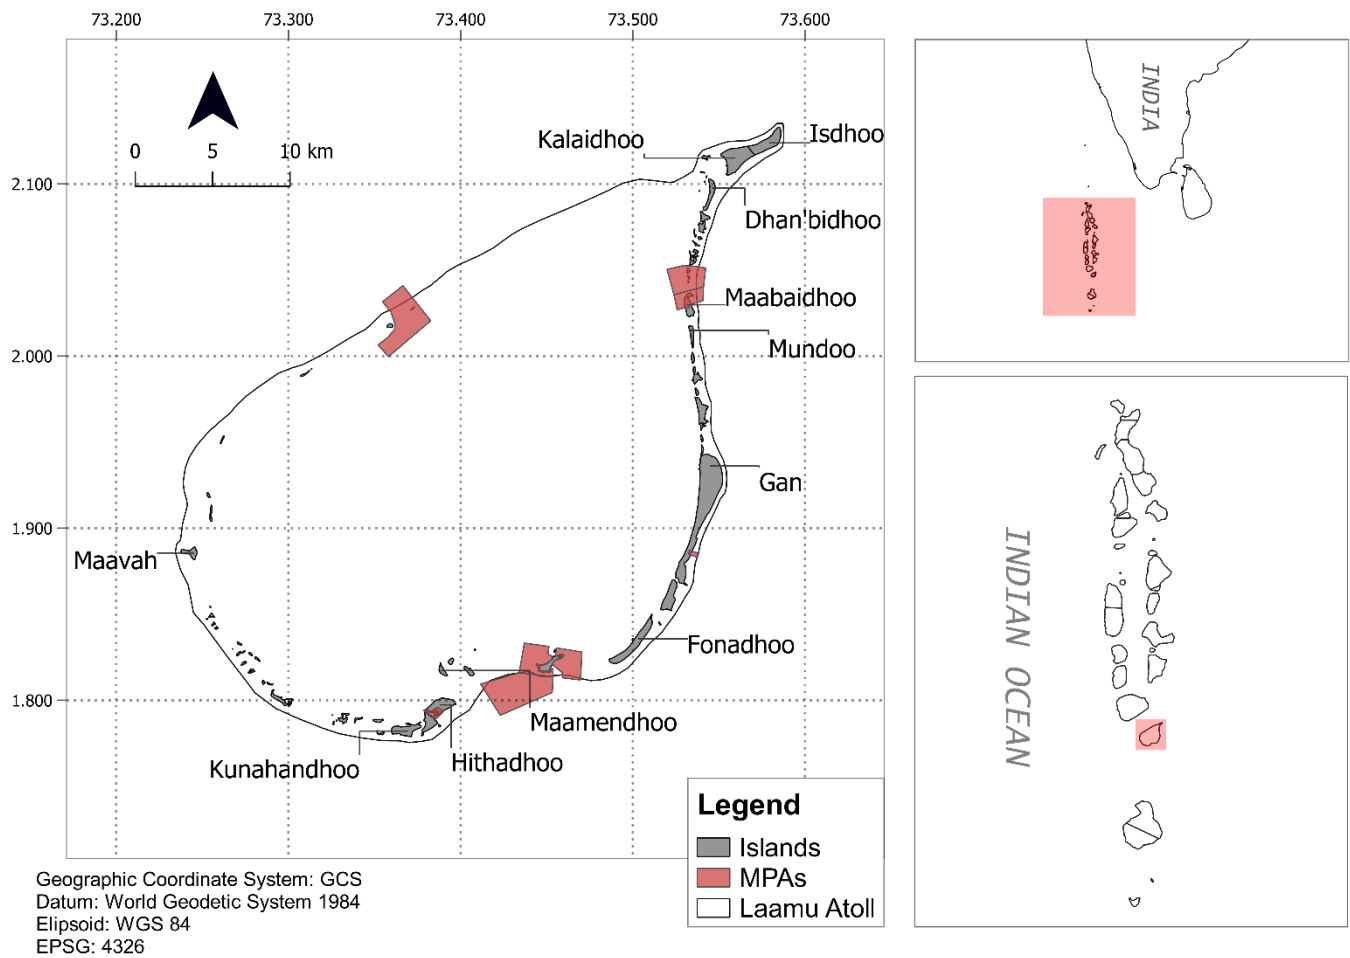 73.200 73.300 73.400 73.500 73.600
INDIA
Kalaidhoo
Isdhoo
0 5 10 km
2.100
Dhan'bidhoo
Maabaidhoo
Mundoo
2.000
Gan
1.900
Maavah
Fonadhoo
1.800
Maamendhoo
Kunahandhoo
Hithadhoo
Legend
Islands
MPAs
Laamu Atoll
INDIAN OCEAN
Geographic Coordinate System: GCS
Datum: World Geodetic System 1984
Elipsoid: WGS 84
EPSG: 4326